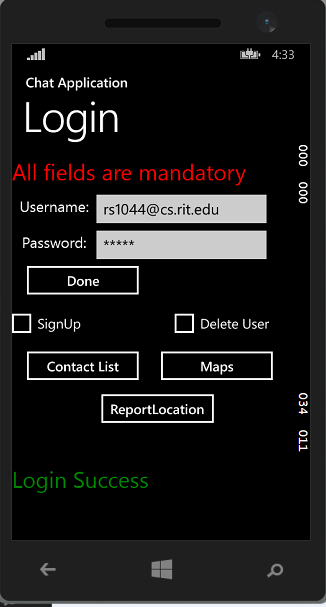 4:33
Chat Application
Login
All fields are mandatory
Username: rs1044@cs.rit.edu
Password: *****
Done
SignUp Delete User
Contact List Maps
ReportLocation
Login Success
000
000
034
011